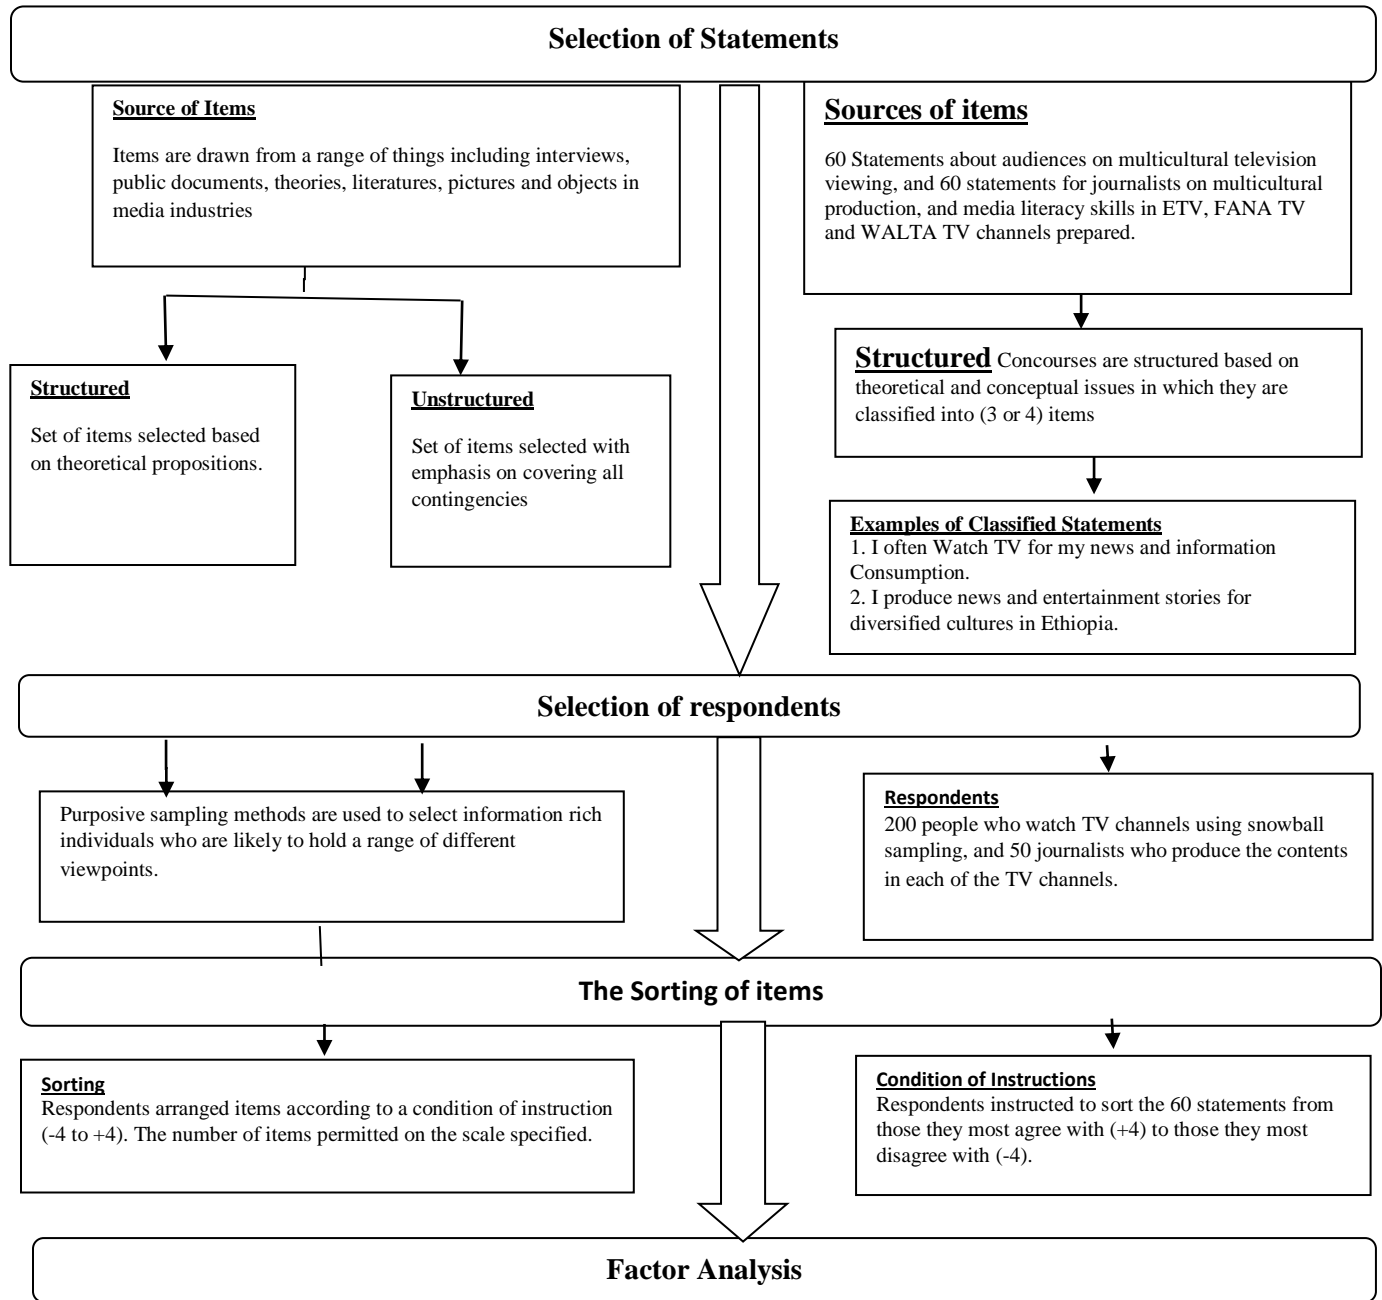 Selection of Statements
Source of Items
Items are drawn from a range of things including interviews,
public documents, theories, literatures, pictures and objects in
media industries
Sources of items
60 Statements about audiences on multicultural television
viewing, and 60 statements for journalists on multicultural
production, and media literacy skills in ETV, FANA TV
and WALTA TV channels prepared.
Structured
Set of items selected based
on theoretical propositions.
Unstructured
Set of items selected with
emphasis on covering all
contingencies
Structured Concourses are structured based on
theoretical and conceptual issues in which they are
classified into (3 or 4) items
Examples of Classified Statements
1. I often Watch TV for my news and information
Consumption.
2. I produce news and entertainment stories for
diversified cultures in Ethiopia.
Selection of respondents
Purposive sampling methods are used to select information rich
individuals who are likely to hold a range of different
viewpoints.
Respondents
200 people who watch TV channels using snowball
sampling, and 50 journalists who produce the contents
in each of the TV channels.
The Sorting of items
Sorting
Respondents arranged items according to a condition of instruction
(-4 to +4). The number of items permitted on the scale specified.
Condition of Instructions
Respondents instructed to sort the 60 statements from
those they most agree with (+4) to those they most
disagree with (-4).
Factor Analysis